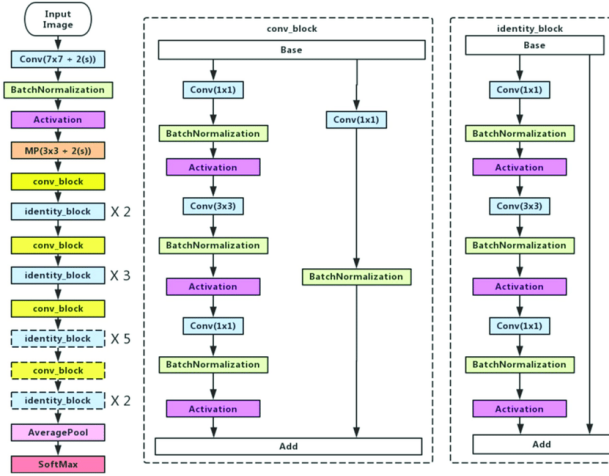 Input
Image
Conv(7x7 + 2(s))
BatchNormalization
Activation
MP(3x3 + 2(s))
conv_block
identity_block X 2
conv_block
identity_block X 3
conv_block
identity_block X 5
conv_block
identity_block X 2
AveragePool
SoftMax
conv_block
Base
Conv(1x1)
BatchNormalization
Activation
Conv(3x3)
BatchNormalization
Activation
Conv(1x1)
BatchNormalization
Activation
Conv(1x1)
BatchNormalization
Add
identity_block
Base
Conv(1x1)
BatchNormalization
Activation
Conv(3x3)
BatchNormalization
Activation
Conv(1x1)
BatchNormalization
Activation
Add